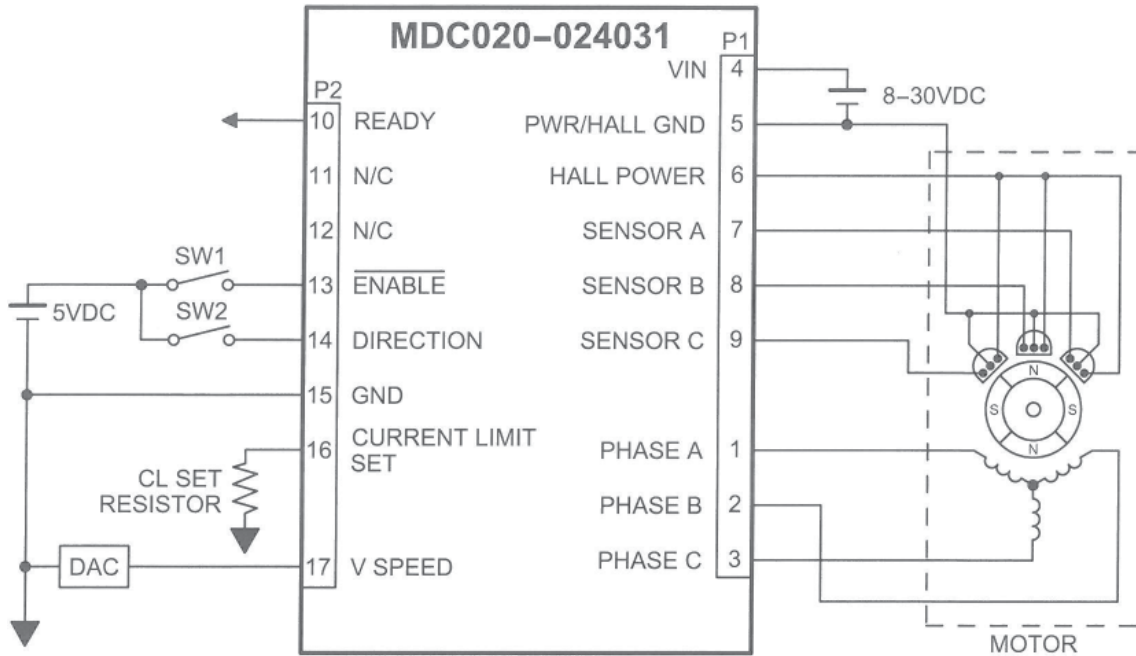 MDC020-024031
P1
P2
VIN 4
8-30VDC
10 READY
PWR/HALL GND 5
11 N/C
HALL POWER 6
12 N/C
SENSOR A 7
SW1
13 ENABLE
SENSOR B 8
5VDC
SW2
14 DIRECTION
SENSOR C 9
15 GND
N
S
S
N
16 CURRENT LIMIT
SET
PHASE A 1
CL SET
RESISTOR
PHASE B 2
DAC
17 V SPEED
PHASE C 3
MOTOR